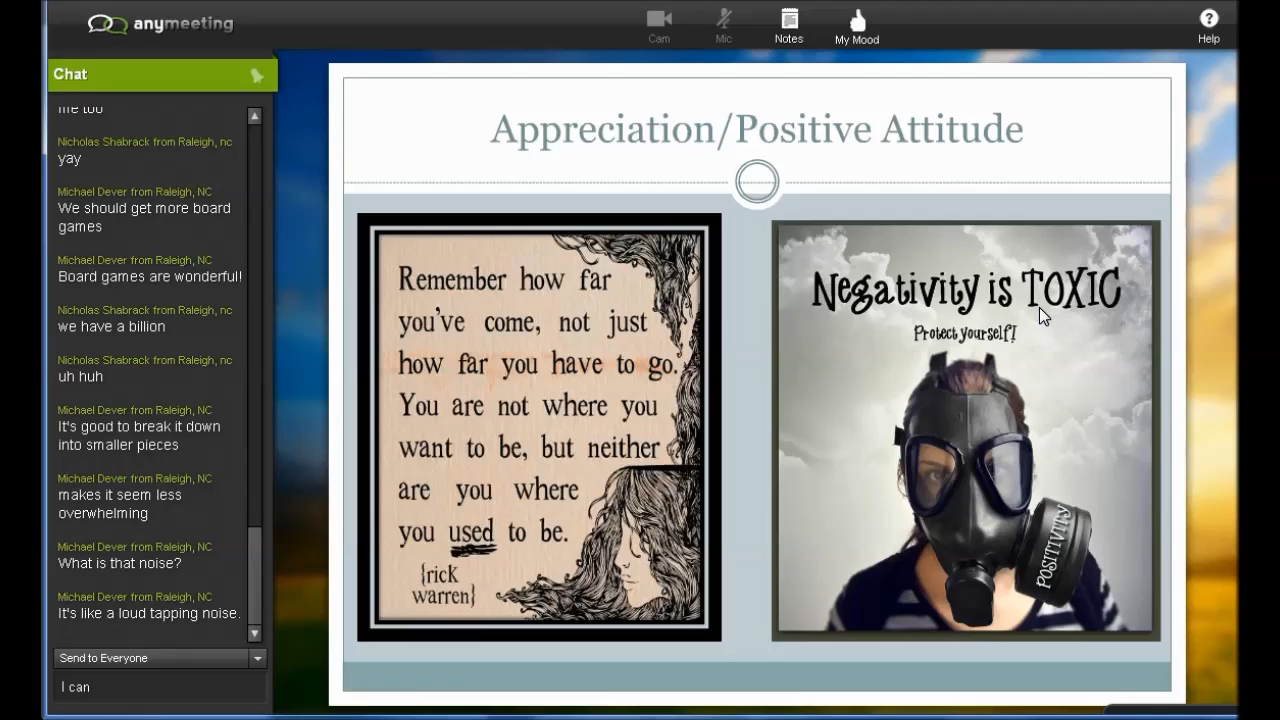 anymeeting
Cam
Mic
Notes
My Mood
Help
Chat
me too
Nicholas Shabrack from Raleigh, nc
yay
Michael Dever from Raleigh, NC
We should get more board
games
Michael Dever from Raleigh, NC
Board games are wonderful!
Nicholas Shabrack from Raleigh, nc
we have a billion
Nicholas Shabrack from Raleigh, nc
uh huh
Michael Dever from Raleigh, NC
It's good to break it down
into smaller pieces
Michael Dever from Raleigh, NC
makes it seem less
overwhelming
Michael Dever from Raleigh, NC
What is that noise?
Michael Dever from Raleigh, NC
It's like a loud tapping noise.
Send to Everyone
I can
Appreciation/Positive Attitude
Remember how far
you've come, not just
how far you have to go.
You are not where you
want to be, but neither
are you where
you used to be.
{rick
warren}
Negativity is TOXIC
Protect yourself!
POSITIVITY